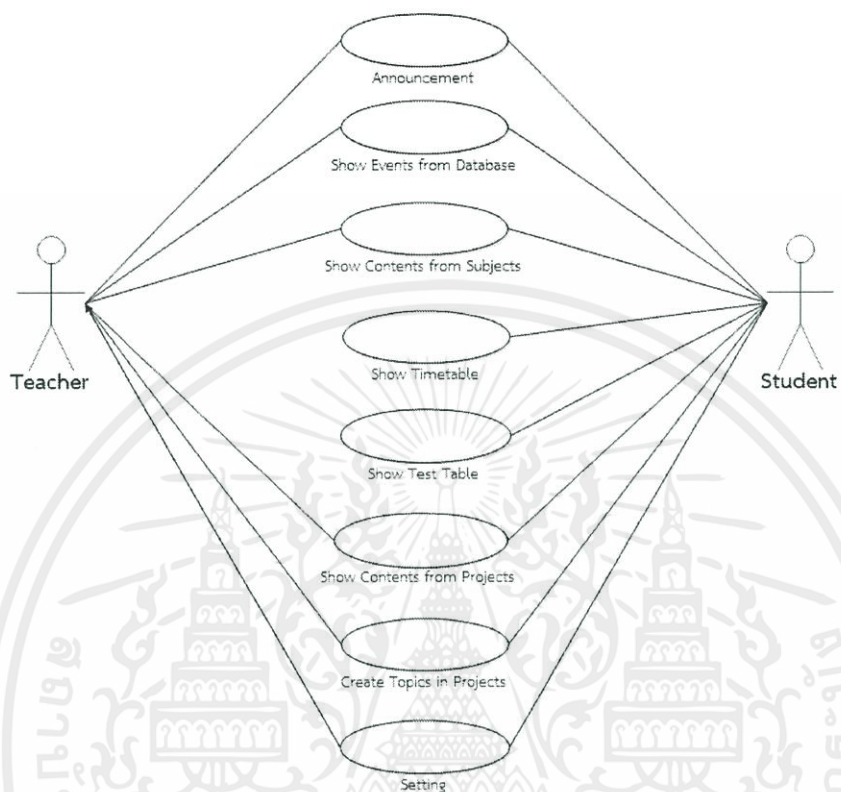 Announcement
Show Events from Database
Show Contents from Subjects
Show Timetable
Teacher
Student
Show Test Table
Show Contents from Projects
Create Topics in Projects
Setting